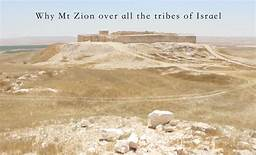 Why Mt Zion over all the tribes of Israel